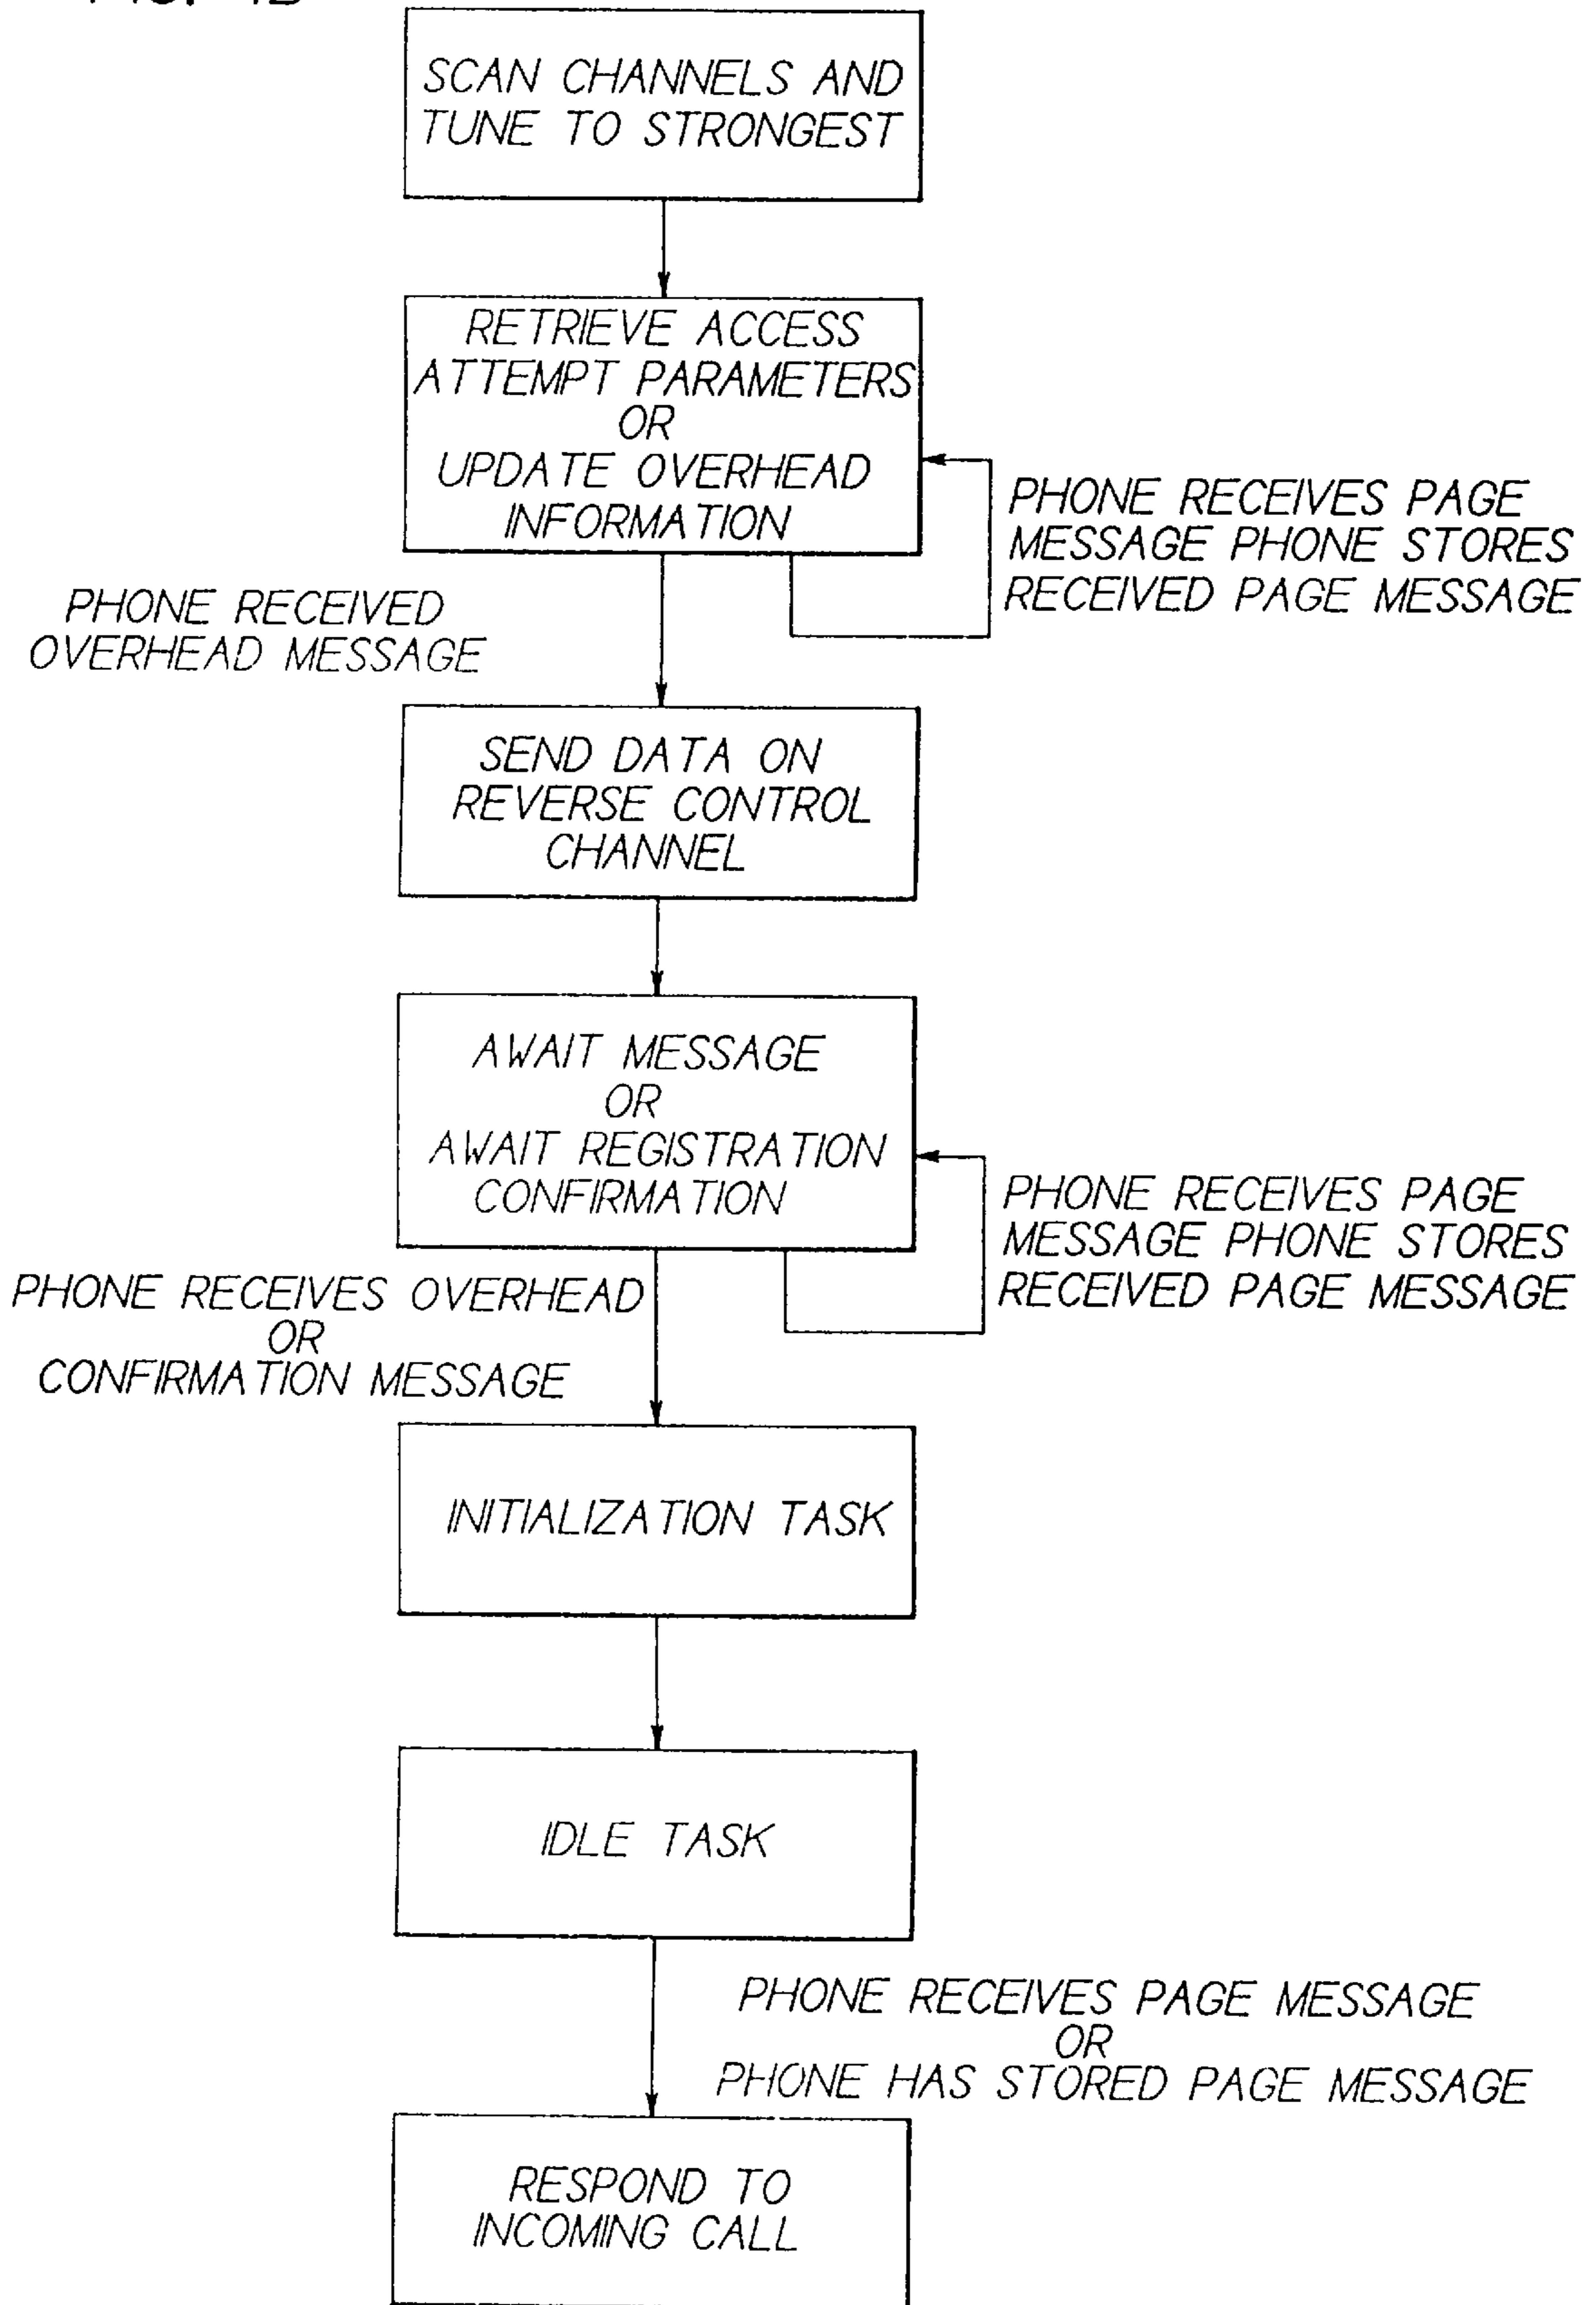 SCAN CHANNELS AND
TUNE TO STRONGEST
RETRIEVE ACCESS
ATTEMPT PARAMETERS
OR
UPDATE OVERHEAD
INFORMATION
PHONE RECEIVES PAGE
MESSAGE PHONE STORES
RECEIVED PAGE MESSAGE
PHONE RECEIVED
OVERHEAD MESSAGE
SEND DATA ON
REVERSE CONTROL
CHANNEL
AWAIT MESSAGE
OR
AWAIT REGISTRATION
CONFIRMATION
PHONE RECEIVES PAGE
MESSAGE PHONE STORES
RECEIVED PAGE MESSAGE
PHONE RECEIVES OVERHEAD
OR
CONFIRMATION MESSAGE
INITIALIZATION TASK
IDLE TASK
PHONE RECEIVES PAGE MESSAGE
OR
PHONE HAS STORED PAGE MESSAGE
RESPOND TO
INCOMING CALL